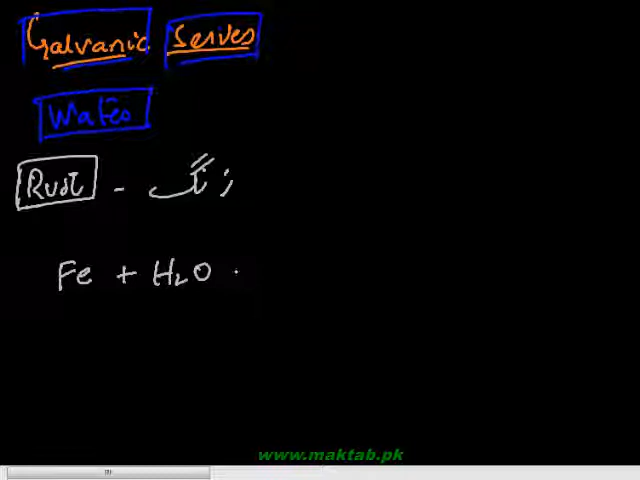 Galvanic Series
Water
Rust - زنگ
Fe + H₂O
www.maktab.pk